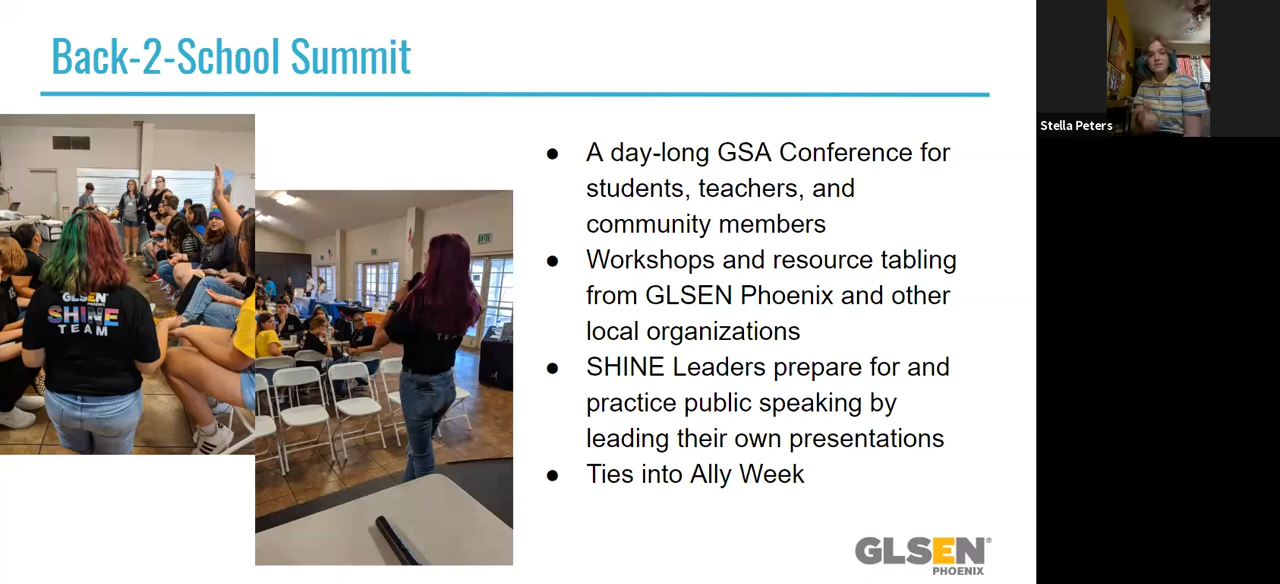 Back-2-School Summit
GLSEN
PHOENIX
SHINE
TEAM
● A day-long GSA Conference for
students, teachers, and
community members
● Workshops and resource tabling
from GLSEN Phoenix and other
local organizations
● SHINE Leaders prepare for and
practice public speaking by
leading their own presentations
● Ties into Ally Week
GLSEN®
PHOENIX
Stella Peters